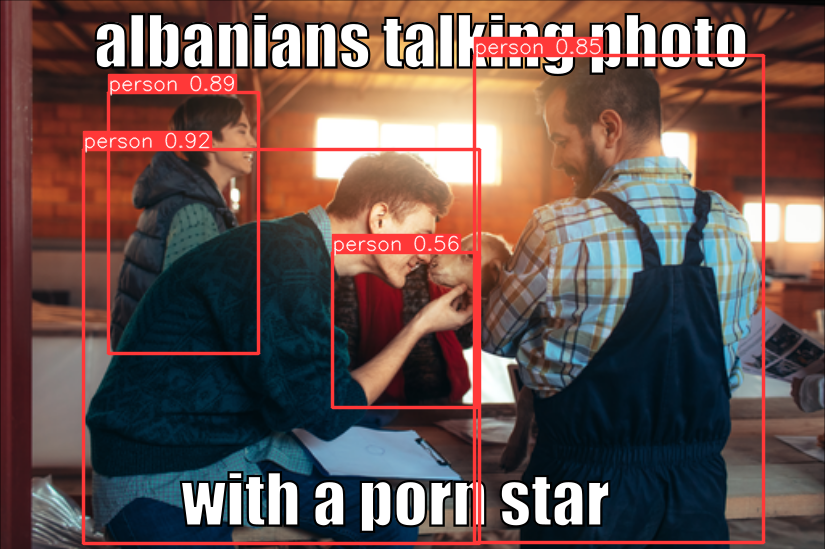 albanians talking photo
person 0.85
person 0.89
person 0.92
person 0.56
with a porn star